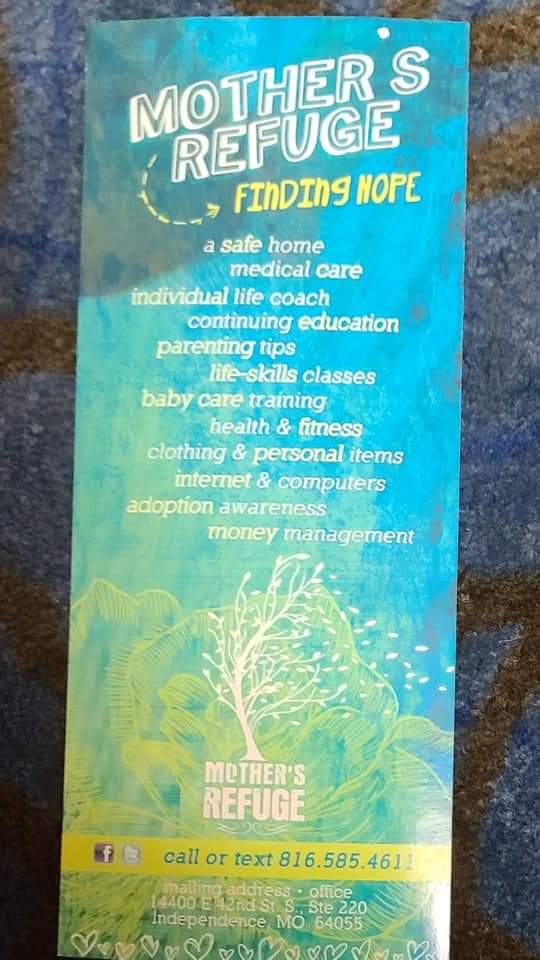 MOTHER'S
REFUGE
FINDING HOPE
a safe home
medical care
individual life coach
continuing education
parenting tips
life-skills classes
baby care training
health & fitness
clothing & personal items
internet & computers
adoption awareness
money management
MOTHER'S
REFUGE
f t call or text 816.585.4611
mailing address • office
14400 E 42nd St S., Ste 220
Independence, MO 64055